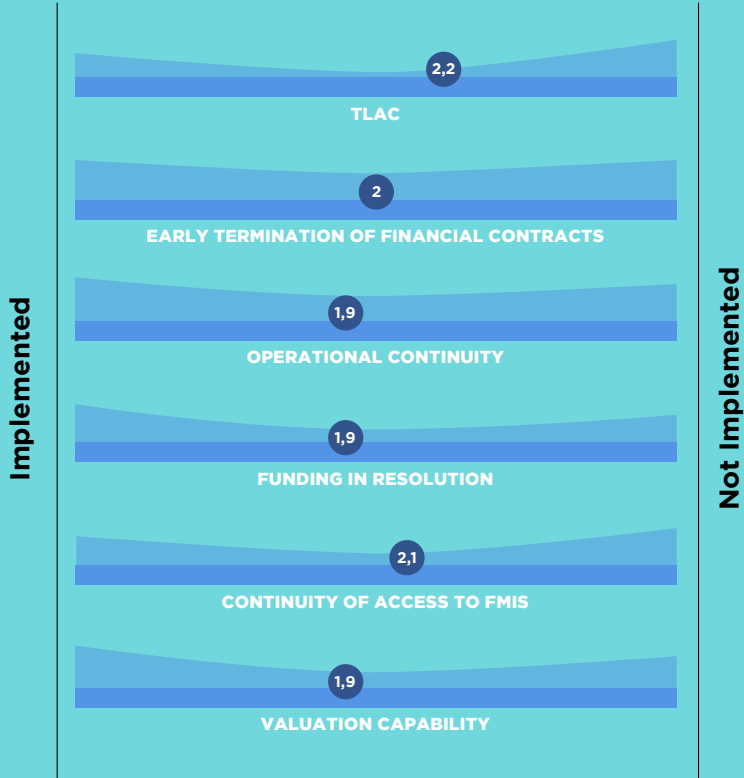 Implemented
2,2
TLAC
2
EARLY TERMINATION OF FINANCIAL CONTRACTS
1,9
OPERATIONAL CONTINUITY
1,9
FUNDING IN RESOLUTION
2,1
CONTINUITY OF ACCESS TO FMIS
1,9
VALUATION CAPABILITY
Not Implemented